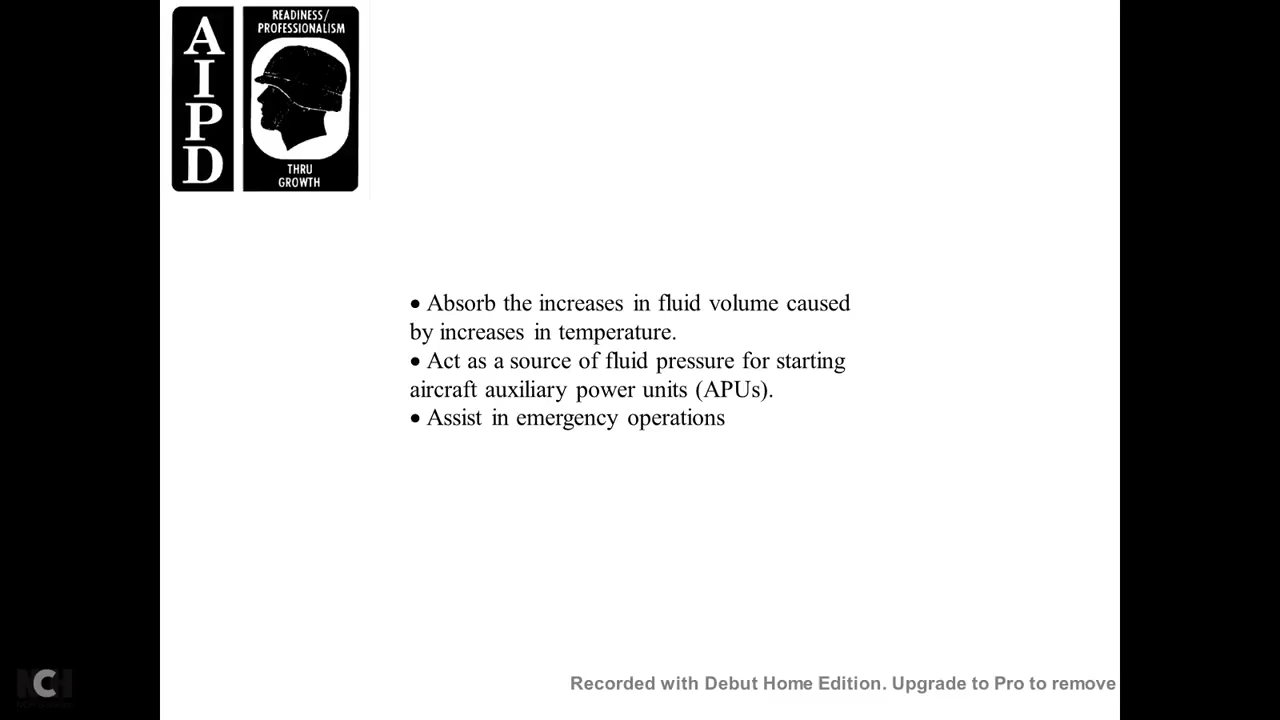 AIPD
READINESS/
PROFESSIONALISM
THRU
GROWTH
• Absorb the increases in fluid volume caused
by increases in temperature.
• Act as a source of fluid pressure for starting
aircraft auxiliary power units (APUs).
• Assist in emergency operations
Recorded with Debut Home Edition. Upgrade to Pro to remove
NCH